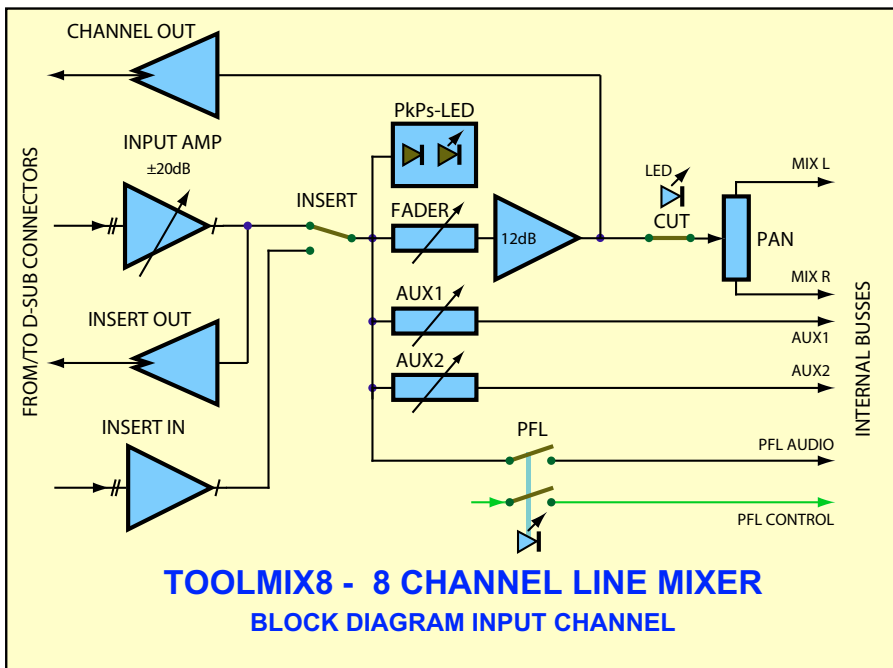 CHANNEL OUT
PkPs-LED
INPUT AMP
±20dB
INSERT
FADER
12dB
LED
CUT
MIX L
PAN
MIX R
FROM/TO D-SUB CONNECTORS
INSERT OUT
AUX1
AUX1
AUX2
AUX2
INTERNAL BUSSES
INSERT IN
PFL
PFL AUDIO
PFL CONTROL
TOOLMIX8 - 8 CHANNEL LINE MIXER
BLOCK DIAGRAM INPUT CHANNEL